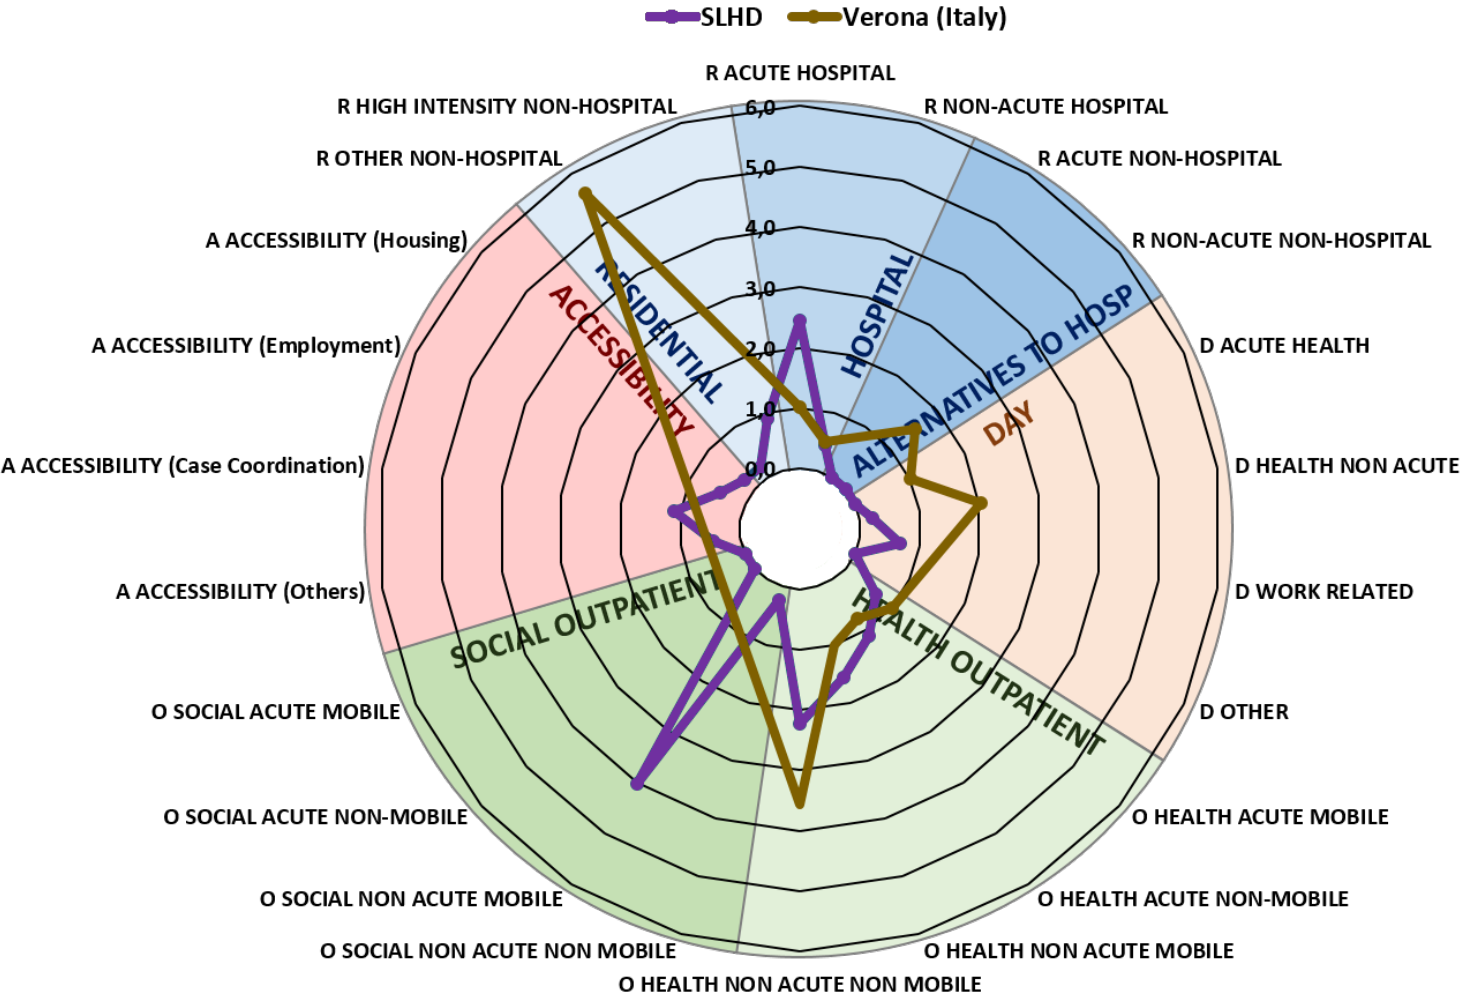 SLHD
Verona (Italy)
R ACUTE HOSPITAL
R HIGH INTENSITY NON-HOSPITAL
6,0
R NON-ACUTE HOSPITAL
R OTHER NON-HOSPITAL
5,0
R ACUTE NON-HOSPITAL
A ACCESSIBILITY (Housing)
4,0
R NON-ACUTE NON-HOSPITAL
3,0
RESIDENTIAL
HOSPITAL
ALTERNATIVES TO HOSP
A ACCESSIBILITY (Employment)
ACCESSIBILITY
2,0
D ACUTE HEALTH
1,0
DAY
A ACCESSIBILITY (Case Coordination)
0,0
D HEALTH NON ACUTE
A ACCESSIBILITY (Others)
D WORK RELATED
SOCIAL OUTPATIENT
HEALTH OUTPATIENT
O SOCIAL ACUTE MOBILE
D OTHER
O SOCIAL ACUTE NON-MOBILE
O HEALTH ACUTE MOBILE
O SOCIAL NON ACUTE MOBILE
O HEALTH ACUTE NON-MOBILE
O SOCIAL NON ACUTE NON MOBILE
O HEALTH NON ACUTE MOBILE
O HEALTH NON ACUTE NON MOBILE